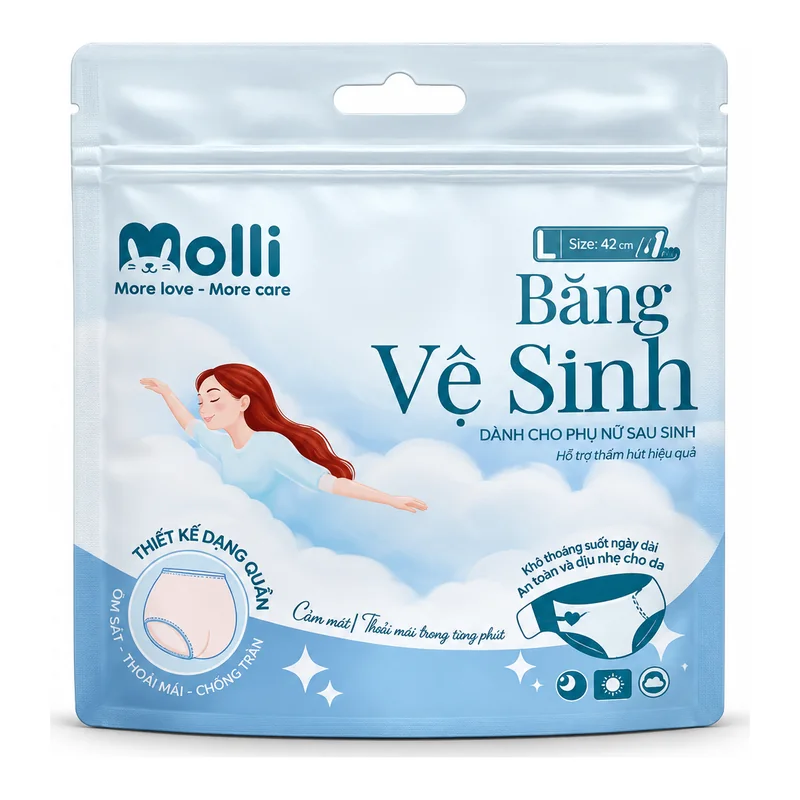 Molli
More love - More care
L Size: 42 cm
Băng
Vệ Sinh
DÀNH CHO PHỤ NỮ SAU SINH
Hỗ trợ thấm hút hiệu quả
THIẾT KẾ DẠNG QUẦN
ÔM SÁT - THOẢI MÁI - CHỐNG TRÀN
Cảm mát | Thoải mái trong từng phút
Khô thoáng suốt ngày dài
An toàn và dịu nhẹ cho da